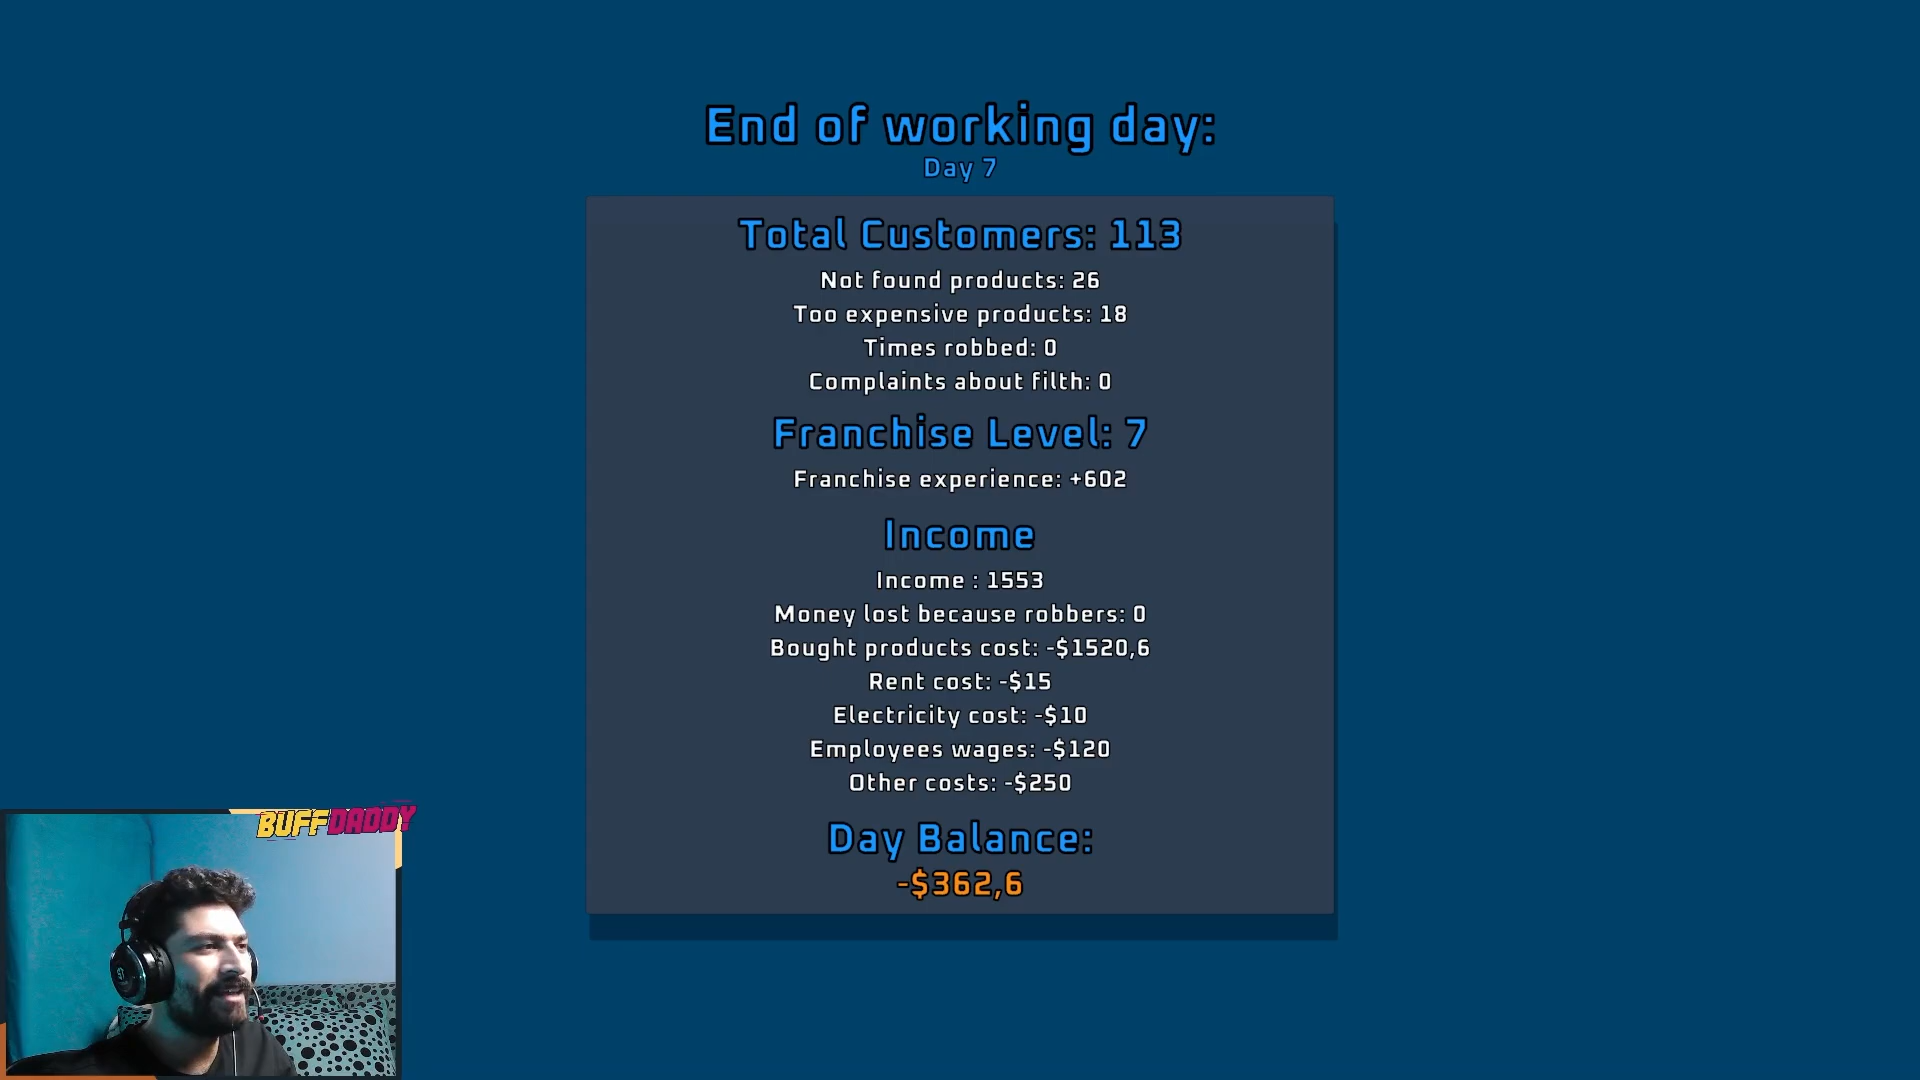 End of working day:
Day 7
Total Customers: 113
Not found products: 26
Too expensive products: 18
Times robbed: 0
Complaints about filth: 0
Franchise Level: 7
Franchise experience: +602
Income
Income : 1553
Money lost because robbers: 0
Bought products cost: -$1520,6
Rent cost: -$15
Electricity cost: -$10
Employees wages: -$120
Other costs: -$250
Day Balance:
-$362,6
BUFFDADDY